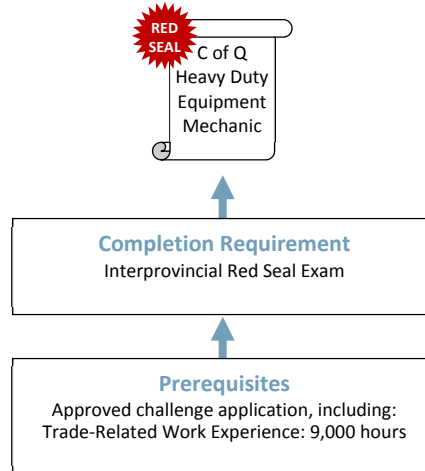 RED
SEAL
C of Q
Heavy Duty
Equipment
Mechanic
Completion Requirement
Interprovincial Red Seal Exam
Prerequisites
Approved challenge application, including:
Trade-Related Work Experience: 9,000 hours